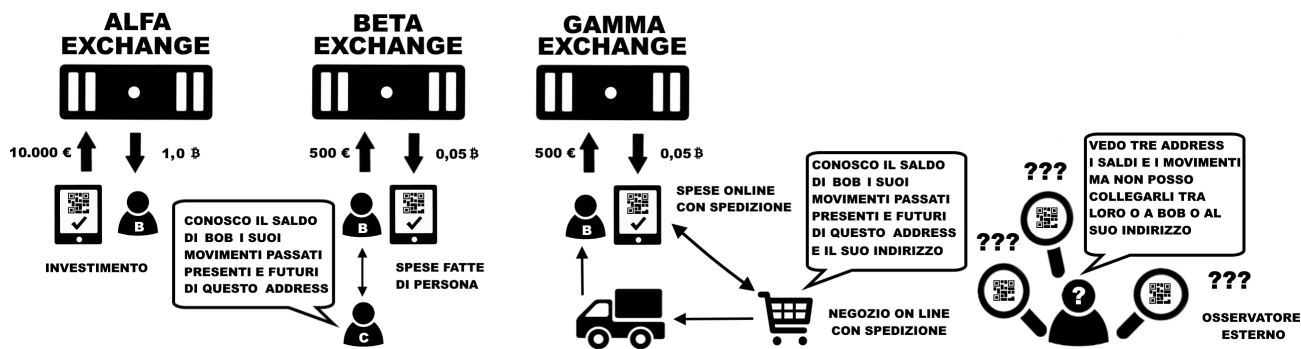 ALFA
EXCHANGE
10.000 €
1,0 ₿
B
INVESTIMENTO
BETA
EXCHANGE
500 €
0,05 ₿
B
CONOSCO IL SALDO
DI BOB I SUOI
MOVIMENTI PASSATI
PRESENTI E FUTURI
DI QUESTO ADDRESS
SPESE FATTE
DI PERSONA
C
GAMMA
EXCHANGE
500 €
0,05 ₿
B
SPESE ONLINE
CON SPEDIZIONE
CONOSCO IL SALDO
DI BOB I SUOI
MOVIMENTI PASSATI
PRESENTI E FUTURI
DI QUESTO ADDRESS
E IL SUO INDIRIZZO
NEGOZIO ON LINE
CON SPEDIZIONE
VEDO TRE ADDRESS
I SALDI E I MOVIMENTI
MA NON POSSO
COLLEGARLI TRA
LORO O A BOB O AL
SUO INDIRIZZO
???
???
???
?
OSSERVATORE
ESTERNO